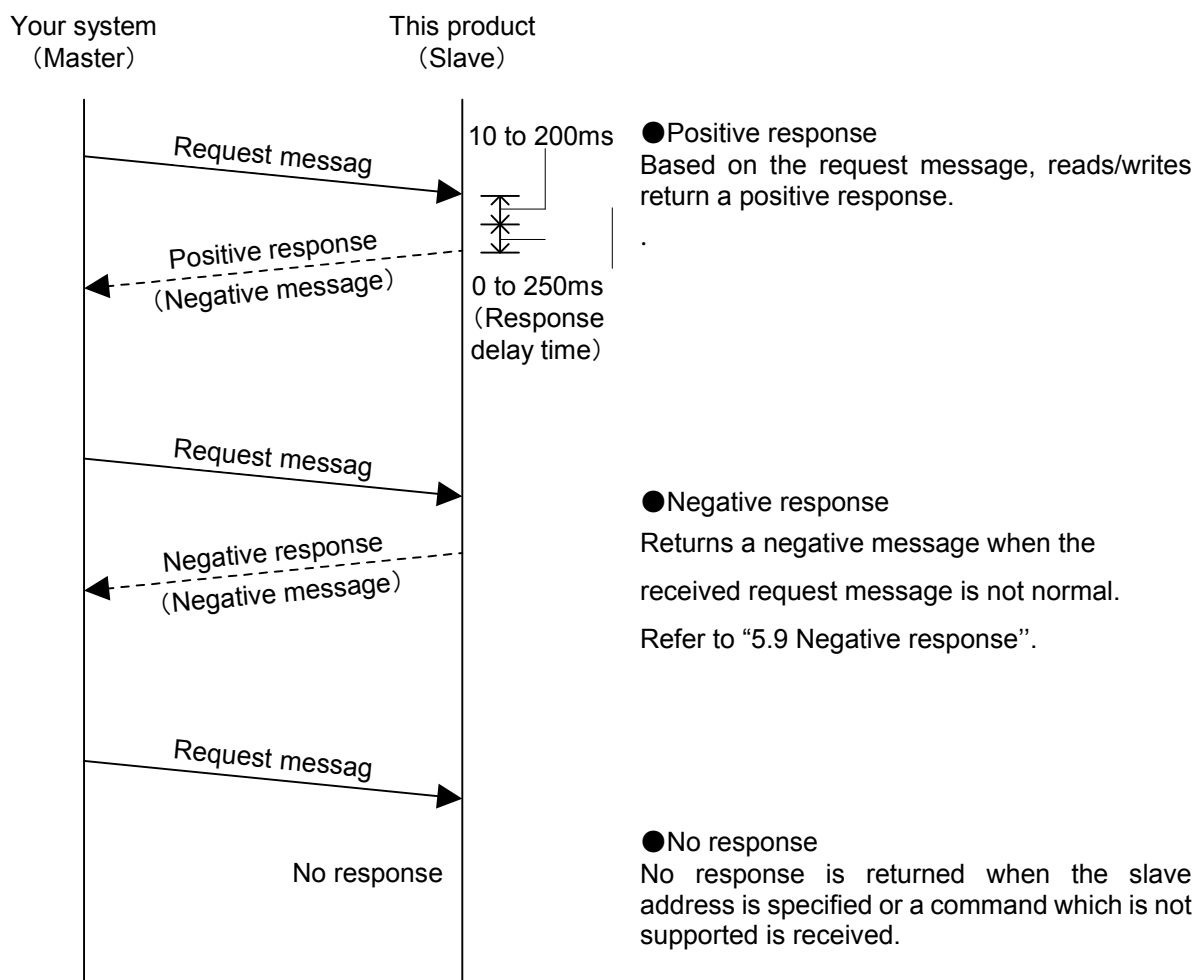 Your system
（Master）
This product
（Slave）
Request messag
10 to 200ms
Positive response
（Negative message）
0 to 250ms
（Response
delay time）
●Positive response
Based on the request message, reads/writes
return a positive response.
.
Request messag
Negative response
（Negative message）
●Negative response
Returns a negative message when the
received request message is not normal.
Refer to “5.9 Negative response’’.
Request messag
No response
●No response
No response is returned when the slave
address is specified or a command which is not
supported is received.